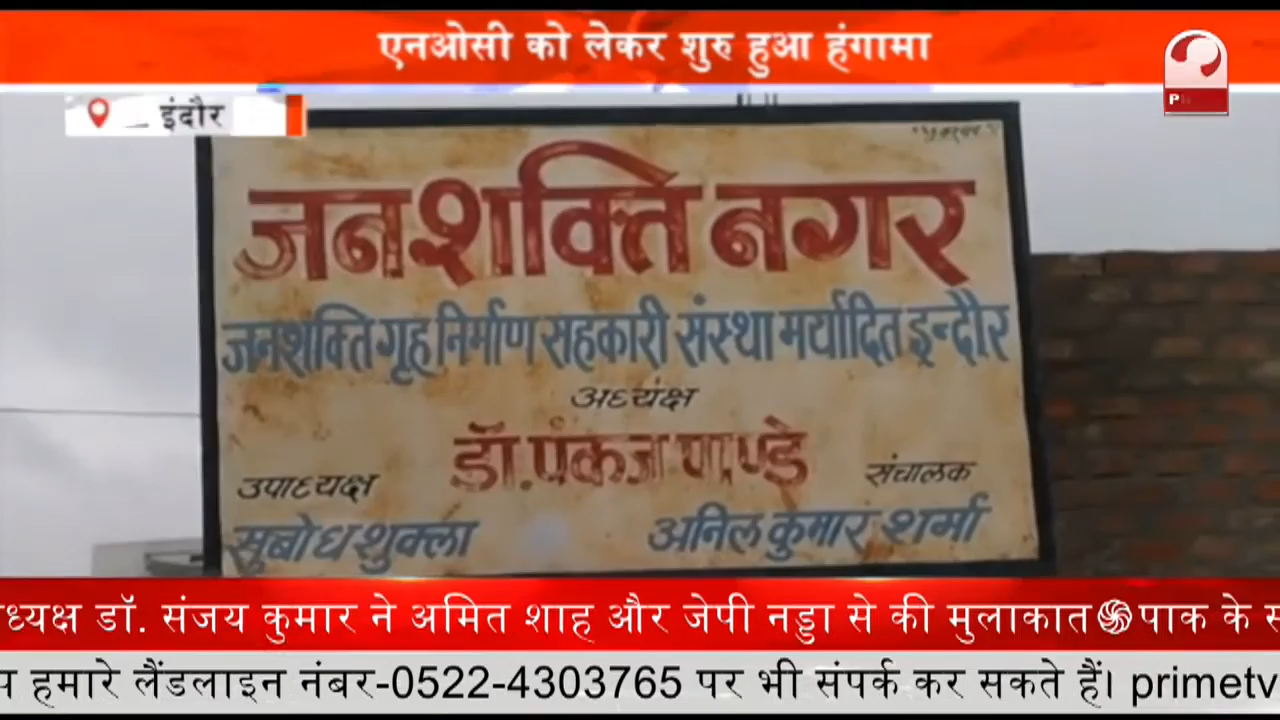 एनओसी को लेकर शुरु हुआ हंगामा
इंदौर
जनशक्ति नगर
जनशक्ति गृह निर्माण सहकारी संस्था मर्यादित इन्दौर
अध्यंक्ष
डॉ. पंकज पाण्डे
उपाध्यक्ष
संचालक
सुबोध शुक्ला
अनिल कुमार शर्मा
ध्यक्ष डॉ. संजय कुमार ने अमित शाह और जेपी नड्डा से की मुलाकात पाक के
हमारे लैंडलाइन नंबर-0522-4303765 पर भी संपर्क कर सकते हैं। primetv